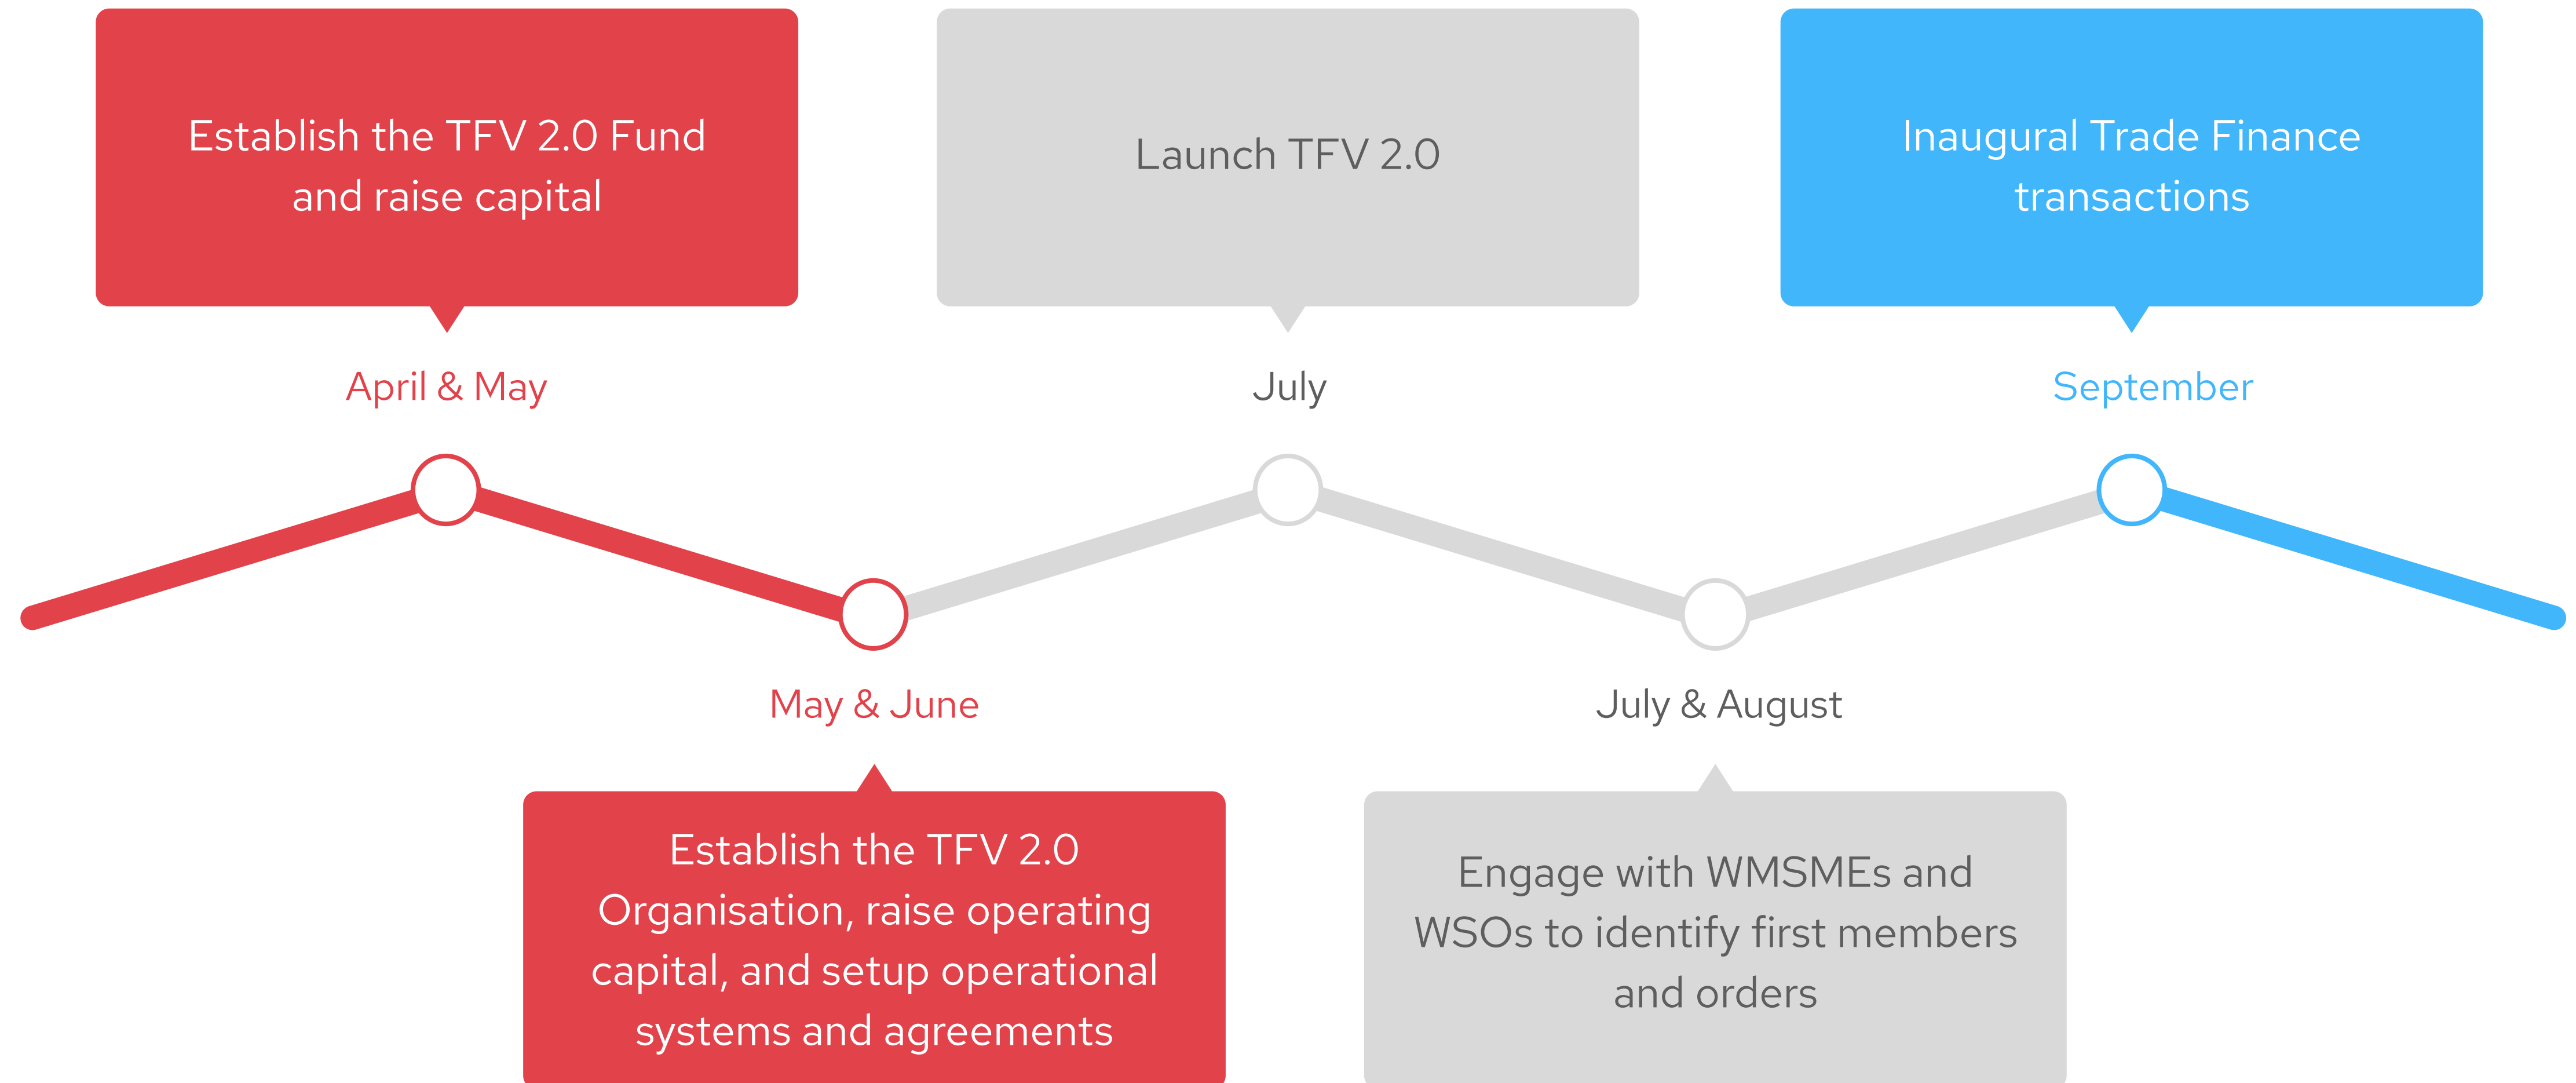 Establish the TFV 2.0 Fund
and raise capital
April & May
Launch TFV 2.0
July
Inaugural Trade Finance
transactions
September
May & June
Establish the TFV 2.0
Organisation, raise operating
capital, and setup operational
systems and agreements
July & August
Engage with WMSMEs and
WSOs to identify first members
and orders